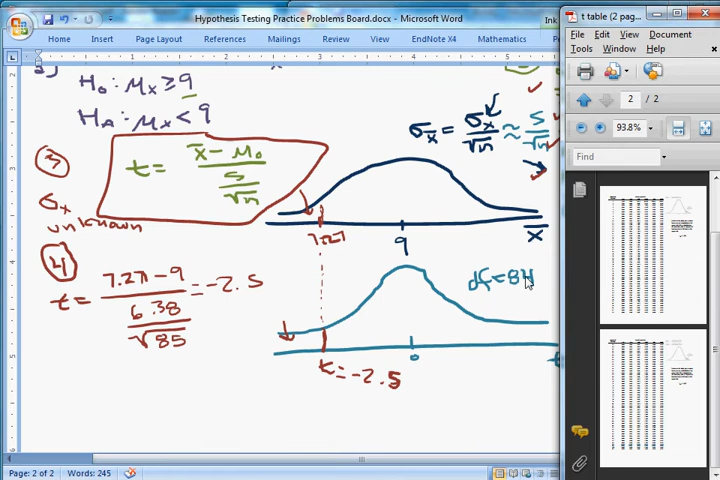 Hypothesis Testing Practice Problems Board.docx - Microsoft Word
Ink
Home Insert Page Layout References Mailings Review View EndNote X4 Mathematics
H₀: μₓ ≥ 9
Hₐ: μₓ < 9
σx̄ = σₓ/√n ≈ s/√n
3
t = (x̄ - μ₀)/(s/√n)
σₓ
unknown
7.27
9
x̄
4
t = (7.27 - 9)/(6.38/√85) = -2.5
df = 84
0
t = -2.5
Page: 2 of 2 Words: 245
t table (2 pag...
File Edit View Document
Tools Window Help
2 / 2
93.8%
Find